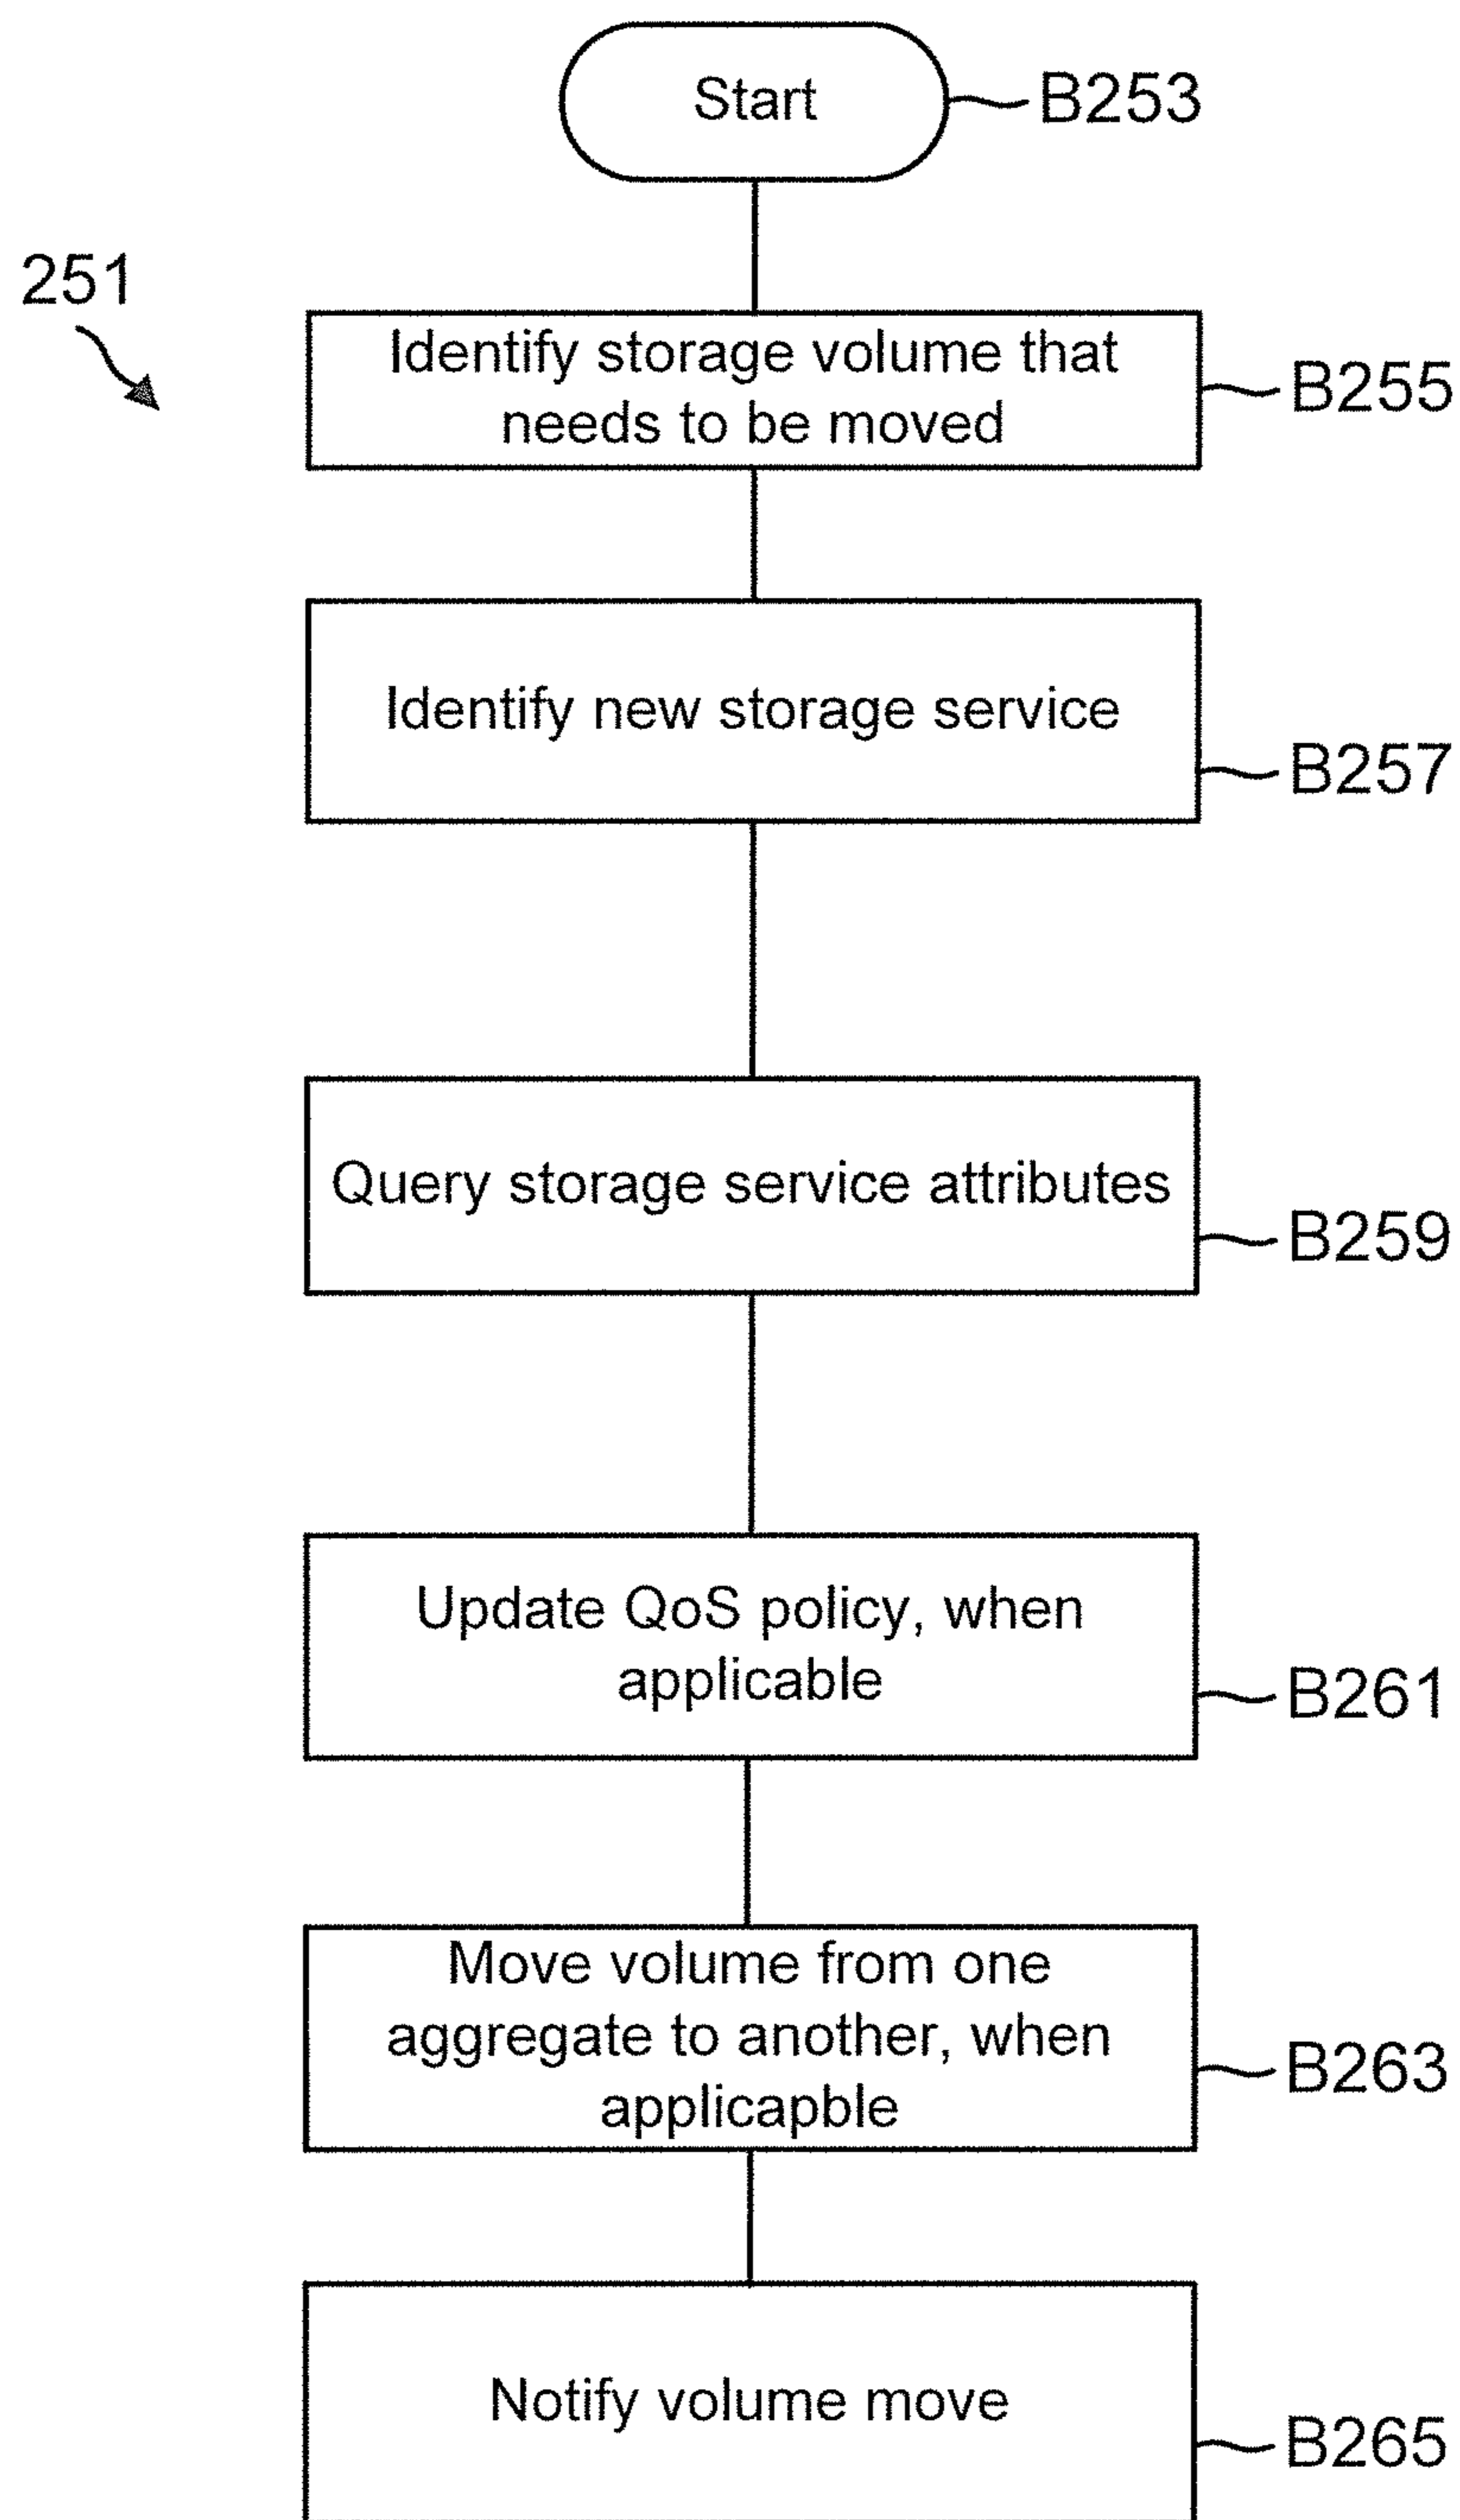 Start
B253
251
Identify storage volume that
needs to be moved
B255
Identify new storage service
B257
Query storage service attributes
B259
Update QoS policy, when
applicable
B261
Move volume from one
aggregate to another, when
applicapble
B263
Notify volume move
B265